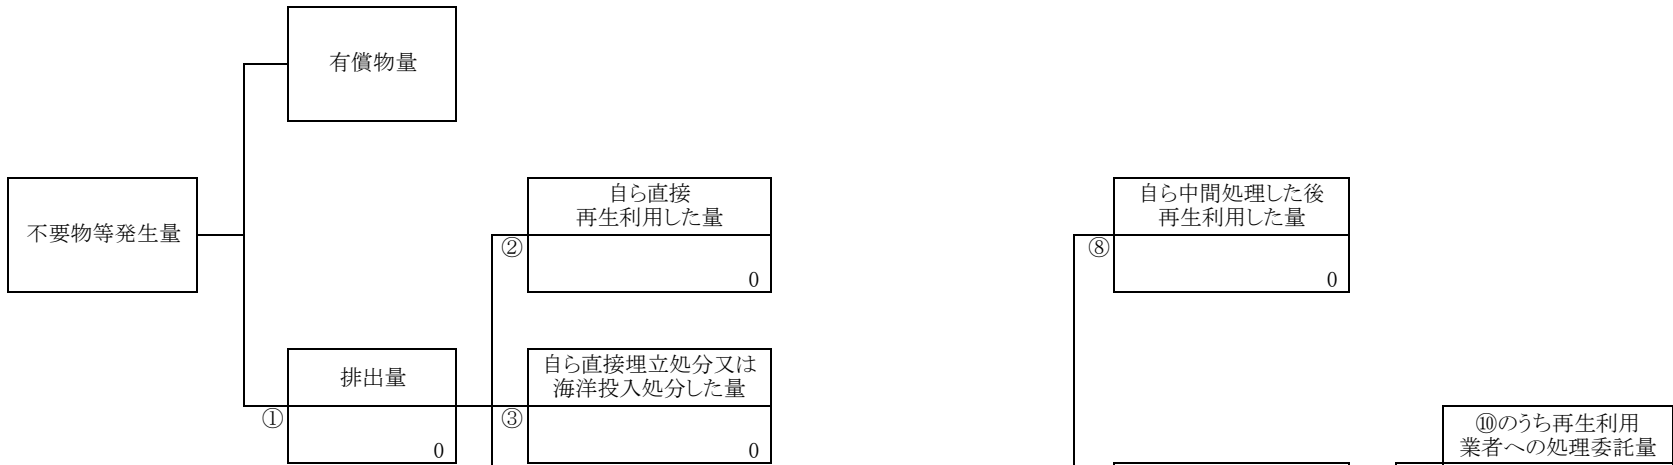 有償物量
不要物等発生量
自ら直接
再生利用した量
②
0
自ら中間処理した後
再生利用した量
⑧
0
排出量
①
0
自ら直接埋立処分又は
海洋投入処分した量
③
0
⑩のうち再生利用
業者への処理委託量